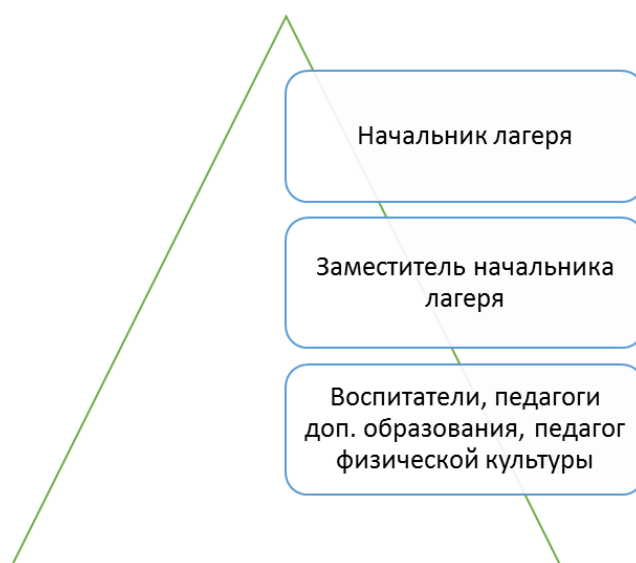 Начальник лагеря
Заместитель начальника
лагеря
Воспитатели, педагоги
доп. образования, педагог
физической культуры